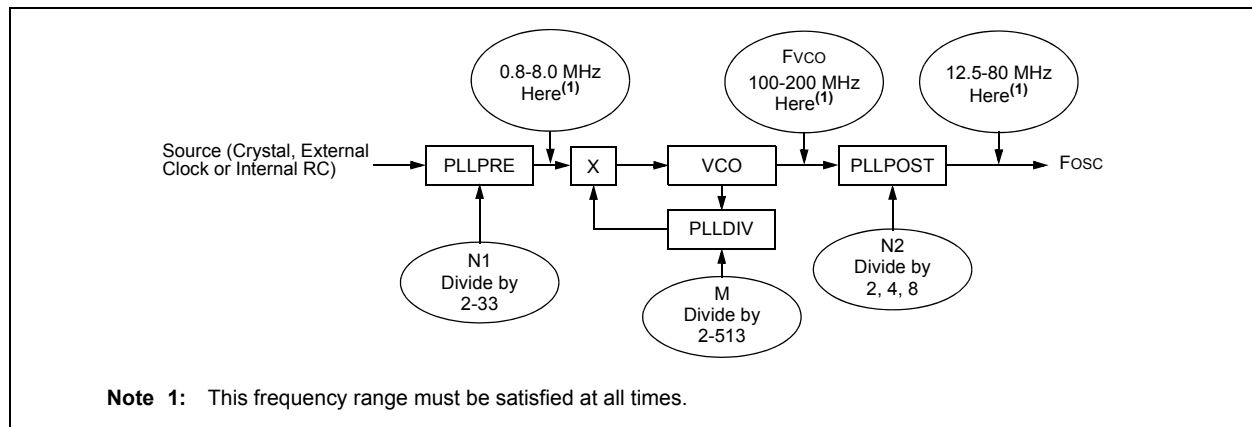 0.8-8.0 MHz
Here(1)
FVCO
100-200 MHz
Here(1)
12.5-80 MHz
Here(1)
Source (Crystal, External
Clock or Internal RC)
PLLPRE
X
VCO
PLLPOST
FOSC
PLLDIV
N1
Divide by
2-33
M
Divide by
2-513
N2
Divide by
2, 4, 8
Note 1: This frequency range must be satisfied at all times.